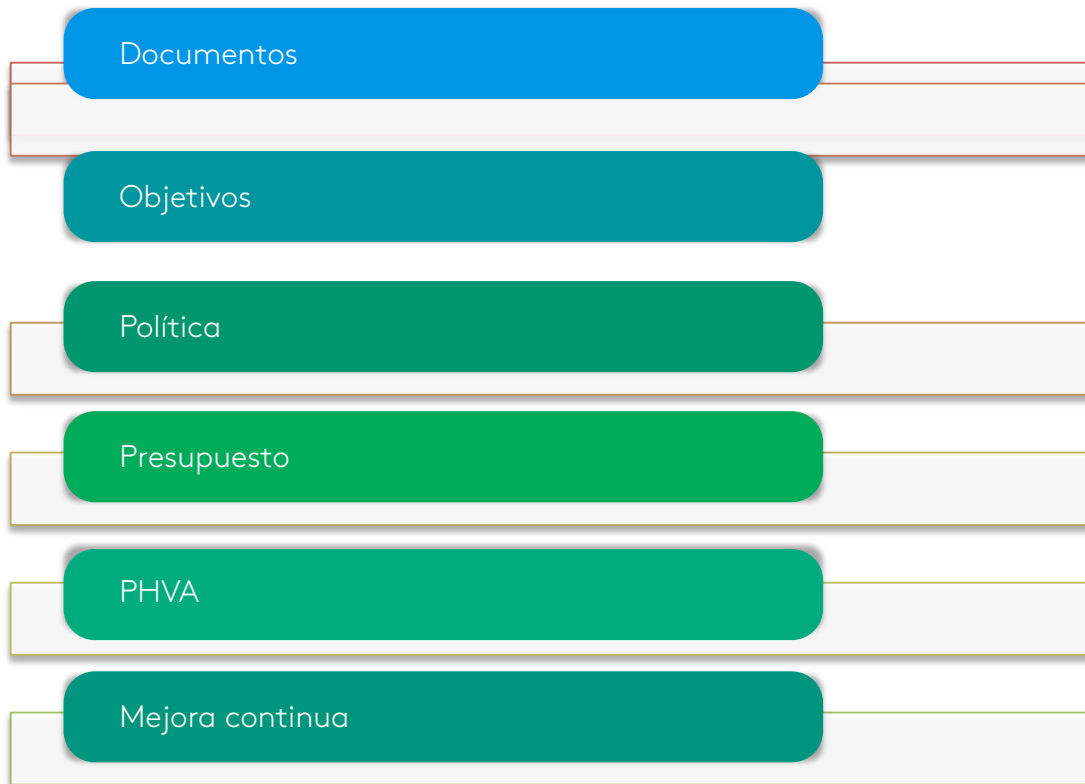 Documentos
Objetivos
Política
Presupuesto
PHVA
Mejora continua